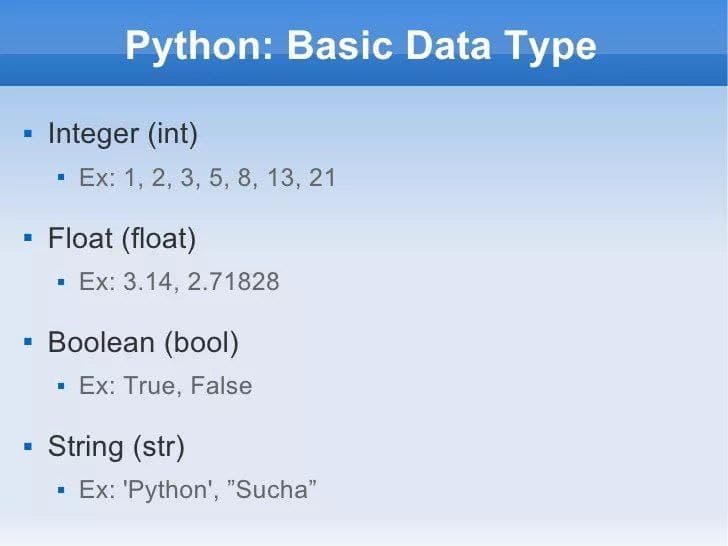 Python: Basic Data Type
▪ Integer (int)
▪ Ex: 1, 2, 3, 5, 8, 13, 21
▪ Float (float)
▪ Ex: 3.14, 2.71828
▪ Boolean (bool)
▪ Ex: True, False
▪ String (str)
▪ Ex: 'Python', ”Sucha”